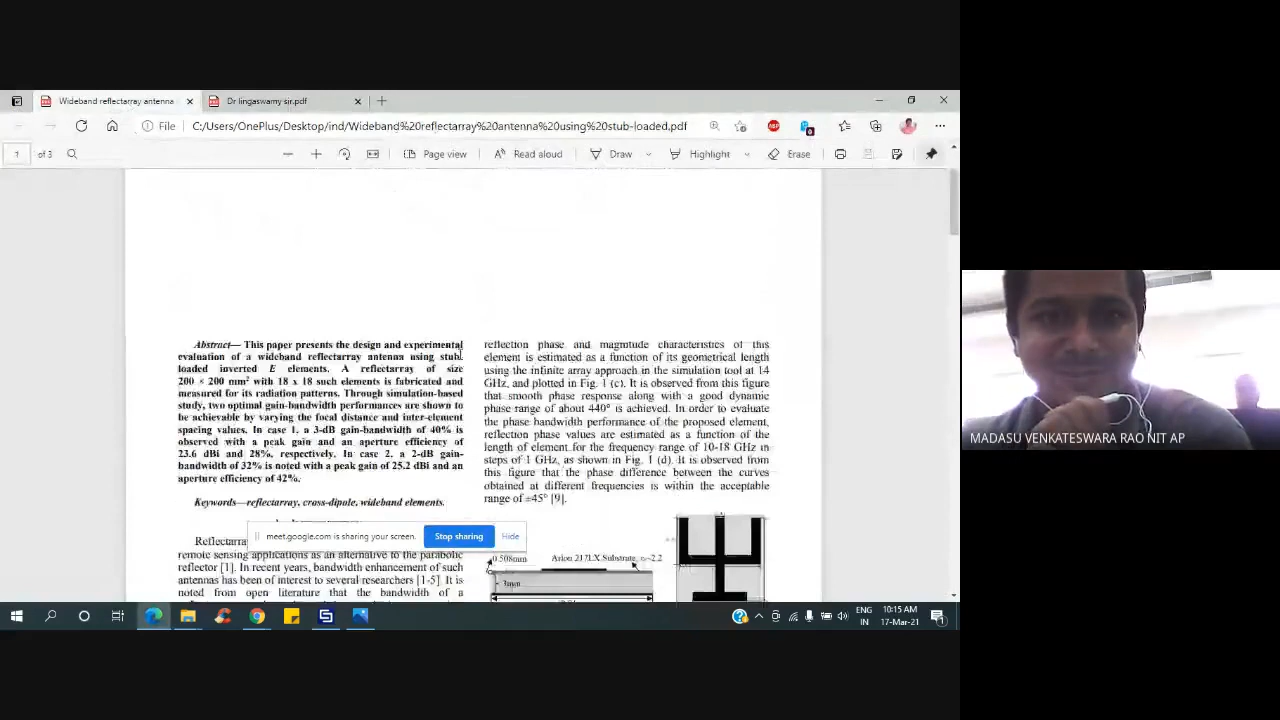 Wideband reflectarray antenna
Dr lingaswamy sir.pdf
File
C:/Users/OnePlus/Desktop/ind/Wideband%20reflectarray%20antenna%20using%20stub-loaded.pdf
1 of 3
Page view
Read aloud
Draw
Highlight
Erase
Abstract— This paper presents the design and experimental
evaluation of a wideband reflectarray antenna using stub
loaded inverted E elements. A reflectarray of size
200 × 200 mm² with 18 x 18 such elements is fabricated and
measured for its radiation patterns. Through simulation-based
study, two optimal gain-bandwidth performances are shown to
be achievable by varying the focal distance and inter-element
spacing values. In case 1, a 3-dB gain-bandwidth of 40% is
observed with a peak gain and an aperture efficiency of
23.6 dBi and 28%, respectively. In case 2, a 2-dB gain-
bandwidth of 32% is noted with a peak gain of 25.2 dBi and an
aperture efficiency of 42%.
Keywords—reflectarray, cross-dipole, wideband elements.
Reflectar
remote sensing applications as an alternative to the parabolic
reflector [1]. In recent years, bandwidth enhancement of such
antennas has been of interest to several researchers [1-5]. It is
noted from open literature that the bandwidth of a
reflection phase and magnitude characteristics of this
element is estimated as a function of its geometrical length
using the infinite array approach in the simulation tool at 14
GHz, and plotted in Fig. 1 (c). It is observed from this figure
that smooth phase response along with a good dynamic
phase range of about 440° is achieved. In order to evaluate
the phase bandwidth performance of the proposed element,
reflection phase values are estimated as a function of the
length of element for the frequency range of 10-18 GHz in
steps of 1 GHz, as shown in Fig. 1 (d). It is observed from
this figure that the phase difference between the curves
obtained at different frequencies is within the acceptable
range of ±45° [9].
0.508mm
3mm
meet.google.com is sharing your screen.
Stop sharing
Hide
ENG
IN
10:15 AM
17-Mar-21
MADASU VENKATESWARA RAO NIT AP